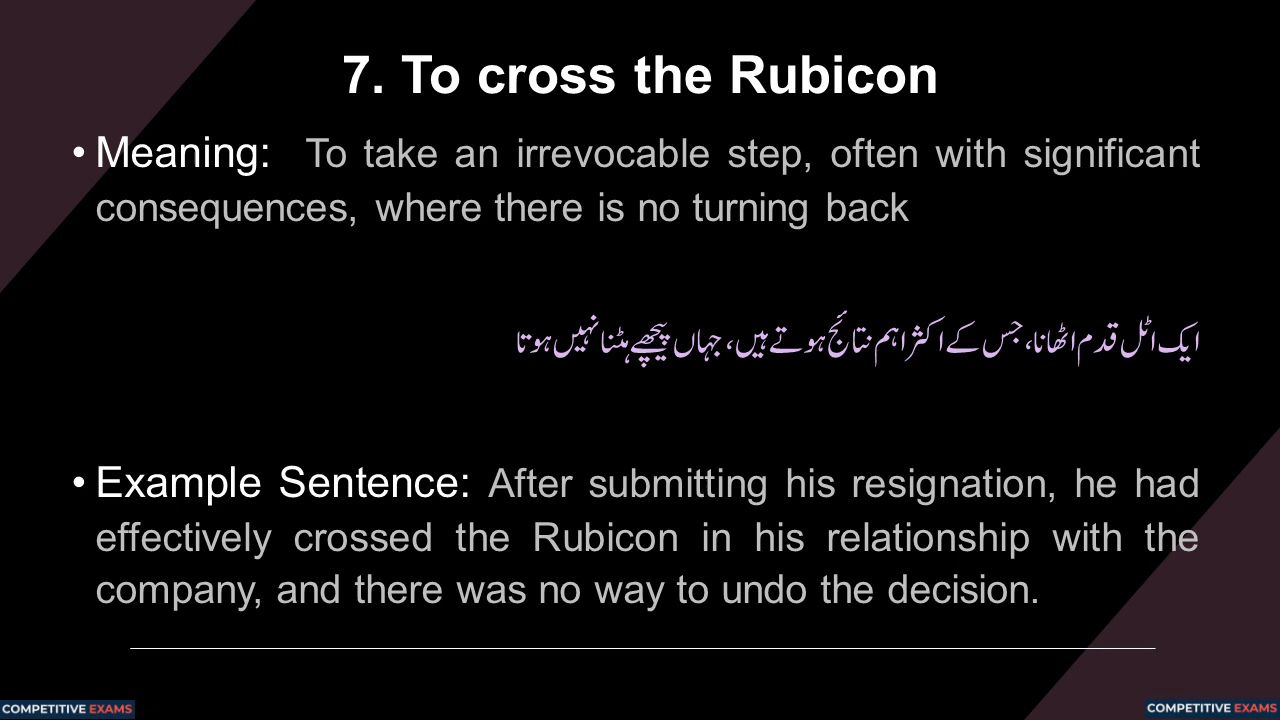 7. To cross the Rubicon
• Meaning: To take an irrevocable step, often with significant
consequences, where there is no turning back
ایک اٹل قدم اٹھانا، جس کے اکثر اہم نتائج ہوتے ہیں، جہاں پیچھے ہٹنا نہیں ہوتا
• Example Sentence: After submitting his resignation, he had
effectively crossed the Rubicon in his relationship with the
company, and there was no way to undo the decision.
COMPETITIVE EXAMS
COMPETITIVE EXAMS